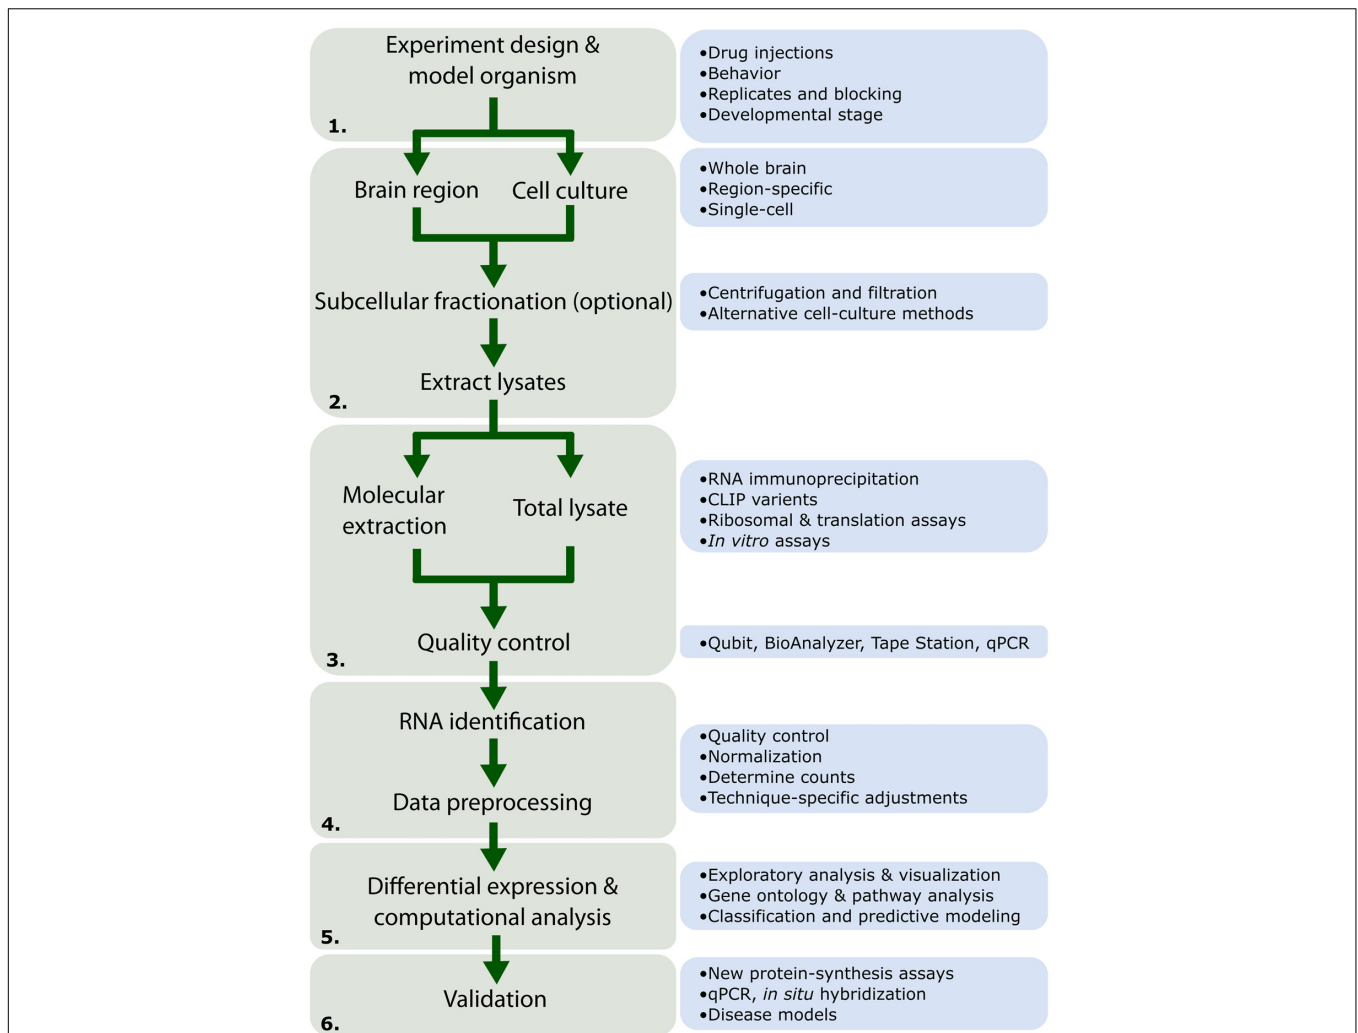 Experiment design &
model organism
1.
•Drug injections
•Behavior
•Replicates and blocking
•Developmental stage
Brain region
Cell culture
•Whole brain
•Region-specific
•Single-cell
Subcellular fractionation (optional)
•Centrifugation and filtration
•Alternative cell-culture methods
Extract lysates
2.
Molecular
extraction
Total lysate
•RNA immunoprecipitation
•CLIP varients
•Ribosomal & translation assays
•In vitro assays
Quality control
3.
•Qubit, BioAnalyzer, Tape Station, qPCR
RNA identification
Data preprocessing
4.
•Quality control
•Normalization
•Determine counts
•Technique-specific adjustments
Differential expression &
computational analysis
5.
•Exploratory analysis & visualization
•Gene ontology & pathway analysis
•Classification and predictive modeling
Validation
6.
•New protein-synthesis assays
•qPCR, in situ hybridization
•Disease models